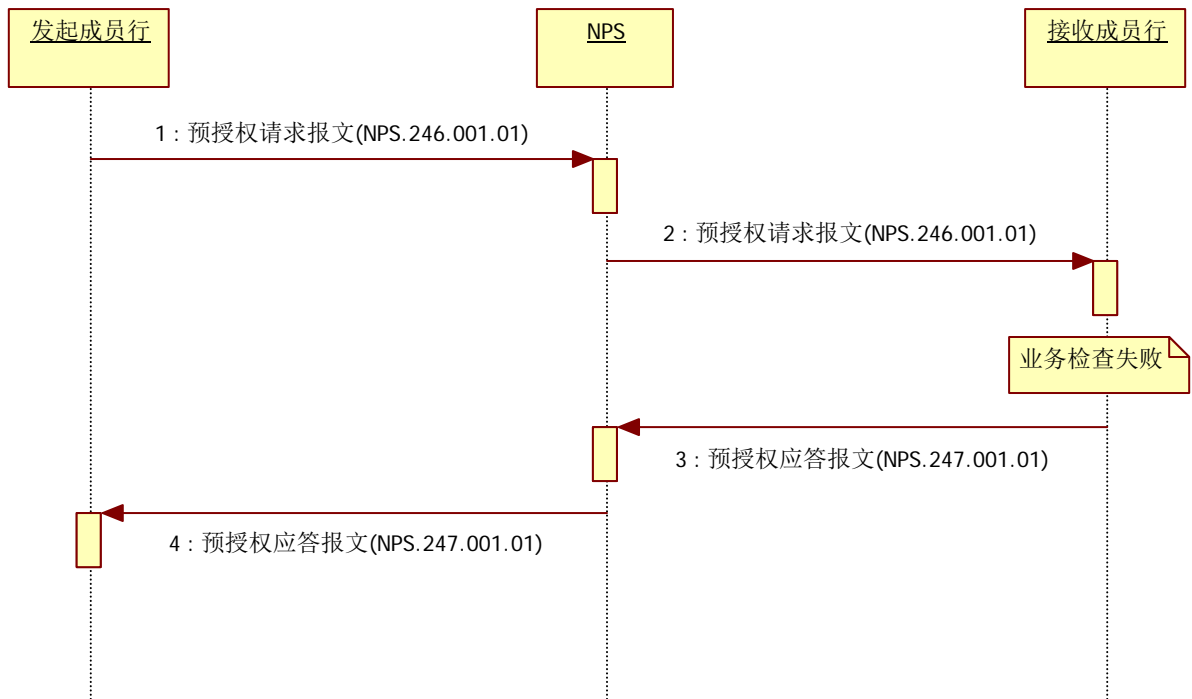 发起成员行
NPS
接收成员行
1 : 预授权请求报文(NPS.246.001.01)
2 : 预授权请求报文(NPS.246.001.01)
业务检查失败
3 : 预授权应答报文(NPS.247.001.01)
4 : 预授权应答报文(NPS.247.001.01)